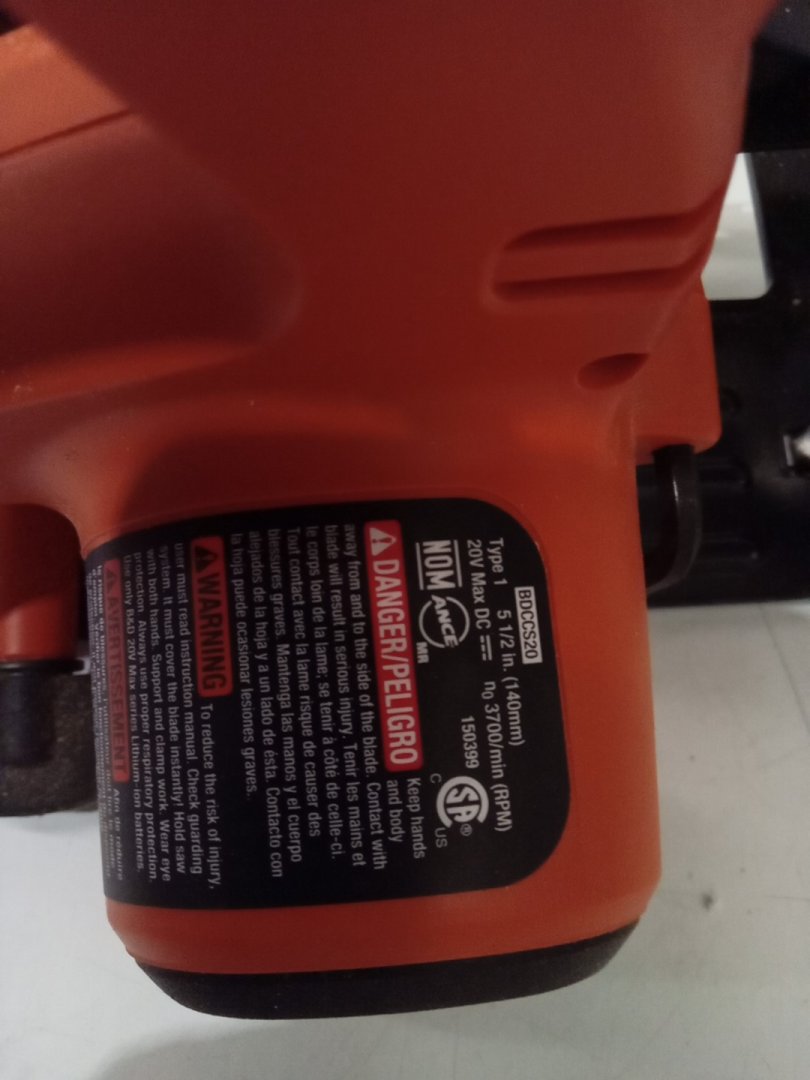 BDCCS20
Type 1 5 1/2 in. (140mm)
20V Max DC n₀ 3700/min (RPM)
NOM ANCE MR 150399 C SA® US
DANGER/PELIGRO Keep hands
and body
away from and to the side of the blade. Contact with
blade will result in serious injury. Tenir les mains et
le corps loin de la lame; se tenir à côté de celle-ci.
Tout contact avec la lame risque de causer des
blessures graves. Mantenga las manos y el cuerpo
alejados de la hoja y a un lado de ésta. Contacto con
la hoja puede ocasionar lesiones graves.
WARNING To reduce the risk of injury,
user must read instruction manual. Check guarding
system. It must cover the blade instantly! Hold saw
with both hands. Support and clamp work. Wear eye
protection. Always use proper respiratory protection.
Use only B&D 20V Max series Lithium-ion batteries.
AVERTISSEMENT Afin de réduire
le risque de blessures,